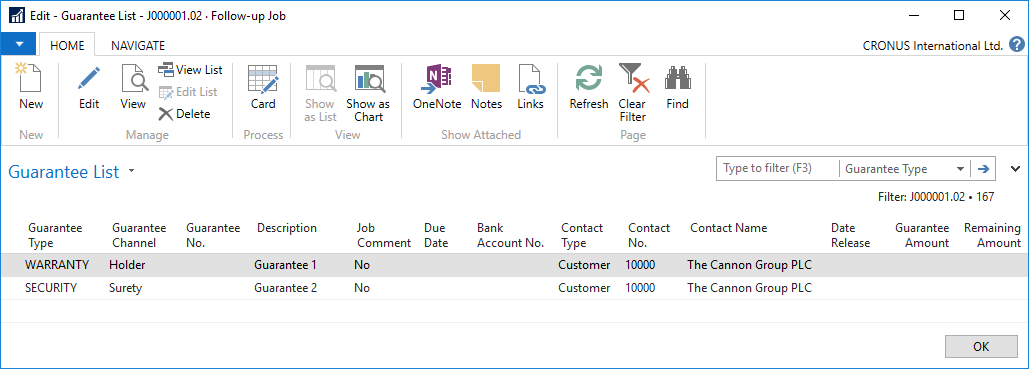 Edit - Guarantee List - J000001.02 · Follow-up Job
HOME NAVIGATE CRONUS International Ltd. ?
New
Edit
View
View List
Edit List
Delete
Card
Show as List
Show as Chart
OneNote
Notes
Links
Refresh
Clear Filter
Find
New Manage Process View Show Attached Page
Guarantee List
Type to filter (F3) Guarantee Type
Filter: J000001.02 • 167
Guarantee Type Guarantee Channel Guarantee No. Description Job Comment Due Date Bank Account No. Contact Type Contact No. Contact Name Date Release Guarantee Amount Remaining Amount
WARRANTY Holder Guarantee 1 No Customer 10000 The Cannon Group PLC
SECURITY Surety Guarantee 2 No Customer 10000 The Cannon Group PLC
OK